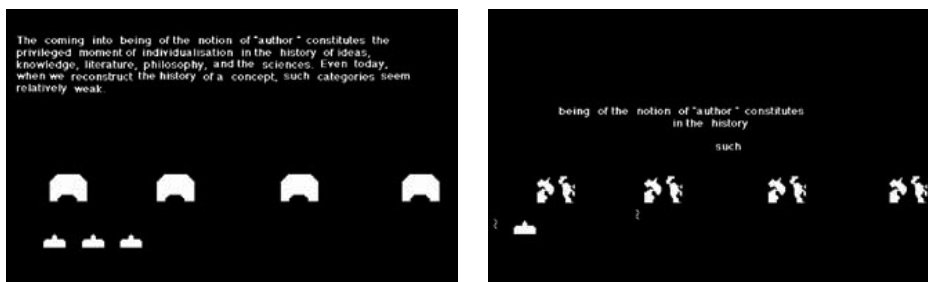 The coming into being of the notion of "author" constitutes the
privileged moment of individualisation in the history of ideas,
knowledge, literature, philosophy, and the sciences. Even today,
when we reconstruct the history of a concept, such categories seem
relatively weak.
being of the notion of "author" constitutes
in the history
such